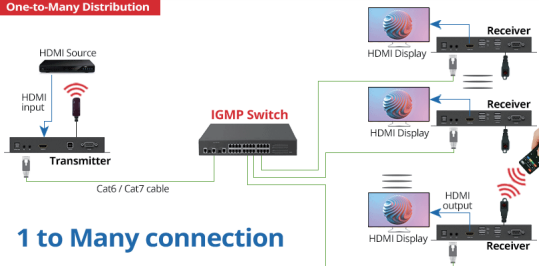 One-to-Many Distribution
HDMI Source
HDMI
input
Transmitter
Cat6 / Cat7 cable
IGMP Switch
1 to Many connection
Receiver
HDMI Display
Receiver
HDMI Display
HDMI
output
HDMI Display
Receiver